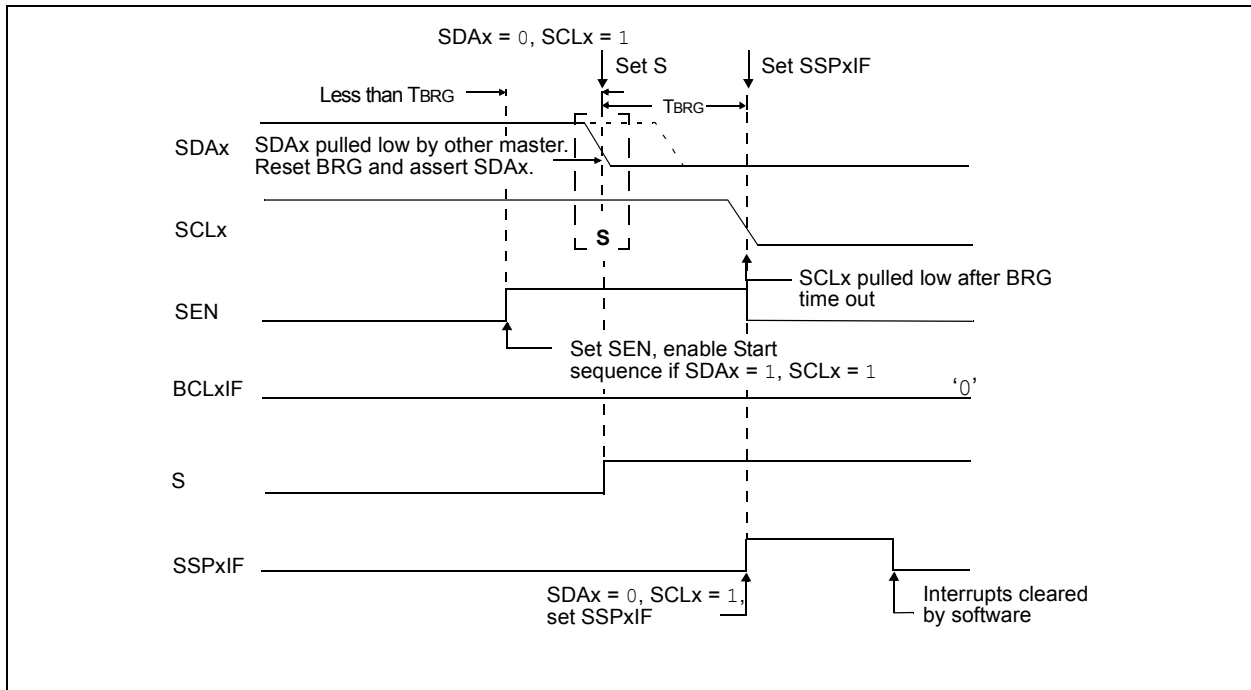 SDAx = 0, SCLx = 1
Set S
Set SSPxIF
Less than TBRG
TBRG
SDAx
SDAx pulled low by other master.
Reset BRG and assert SDAx.
SCLx
S
SCLx pulled low after BRG
time out
SEN
Set SEN, enable Start
sequence if SDAx = 1, SCLx = 1
BCLxIF
‘0’
S
SSPxIF
SDAx = 0, SCLx = 1,
set SSPxIF
Interrupts cleared
by software